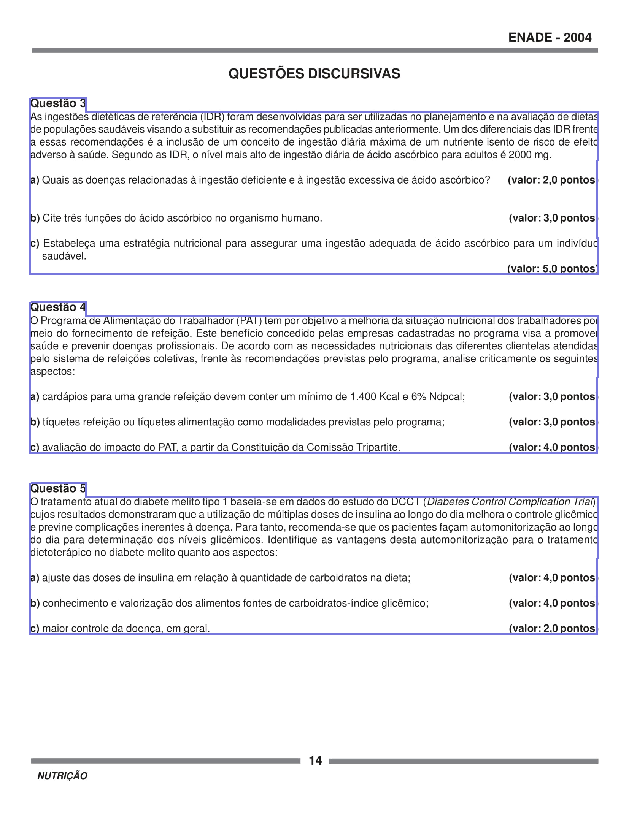 ENADE - 2004
QUESTÕES DISCURSIVAS
Questão 3
As ingestões dietéticas de referência (IDR) foram desenvolvidas para ser utilizadas no planejamento e na avaliação de dietas
de populações saudáveis visando a substituir as recomendações publicadas anteriormente. Um dos diferenciais das IDR frente
a essas recomendações é a inclusão de um conceito de ingestão diária máxima de um nutriente isento de risco de efeito
adverso à saúde. Segundo as IDR, o nível mais alto de ingestão diária de ácido ascórbico para adultos é 2000 mg.
a) Quais as doenças relacionadas à ingestão deficiente e à ingestão excessiva de ácido ascórbico? (valor: 2,0 pontos)
b) Cite três funções do ácido ascórbico no organismo humano. (valor: 3,0 pontos)
c) Estabeleça uma estratégia nutricional para assegurar uma ingestão adequada de ácido ascórbico para um indivíduo
saudável.
(valor: 5,0 pontos)
Questão 4
O Programa de Alimentação do Trabalhador (PAT) tem por objetivo a melhoria da situação nutricional dos trabalhadores por
meio do fornecimento de refeição. Este benefício concedido pelas empresas cadastradas no programa visa a promover
saúde e prevenir doenças profissionais. De acordo com as necessidades nutricionais das diferentes clientelas atendidas
pelo sistema de refeições coletivas, frente às recomendações previstas pelo programa, analise criticamente os seguintes
aspectos:
a) cardápios para uma grande refeição devem conter um mínimo de 1.400 Kcal e 6% Ndpcal; (valor: 3,0 pontos)
b) tíquetes refeição ou tíquetes alimentação como modalidades previstas pelo programa; (valor: 3,0 pontos)
c) avaliação do impacto do PAT, a partir da Constituição da Comissão Tripartite. (valor: 4,0 pontos)
Questão 5
O tratamento atual do diabete melito tipo 1 baseia-se em dados do estudo do DCCT (Diabetes Control Complication Trial),
cujos resultados demonstraram que a utilização de múltiplas doses de insulina ao longo do dia melhora o controle glicêmico
e previne complicações inerentes à doença. Para tanto, recomenda-se que os pacientes façam automonitorização ao longo
do dia para determinação dos níveis glicêmicos. Identifique as vantagens desta automonitorização para o tratamento
dietoterápico no diabete melito quanto aos aspectos:
a) ajuste das doses de insulina em relação à quantidade de carboidratos na dieta; (valor: 4,0 pontos)
b) conhecimento e valorização dos alimentos fontes de carboidratos-índice glicêmico; (valor: 4,0 pontos)
c) maior controle da doença, em geral. (valor: 2,0 pontos)
14
NUTRIÇÃO